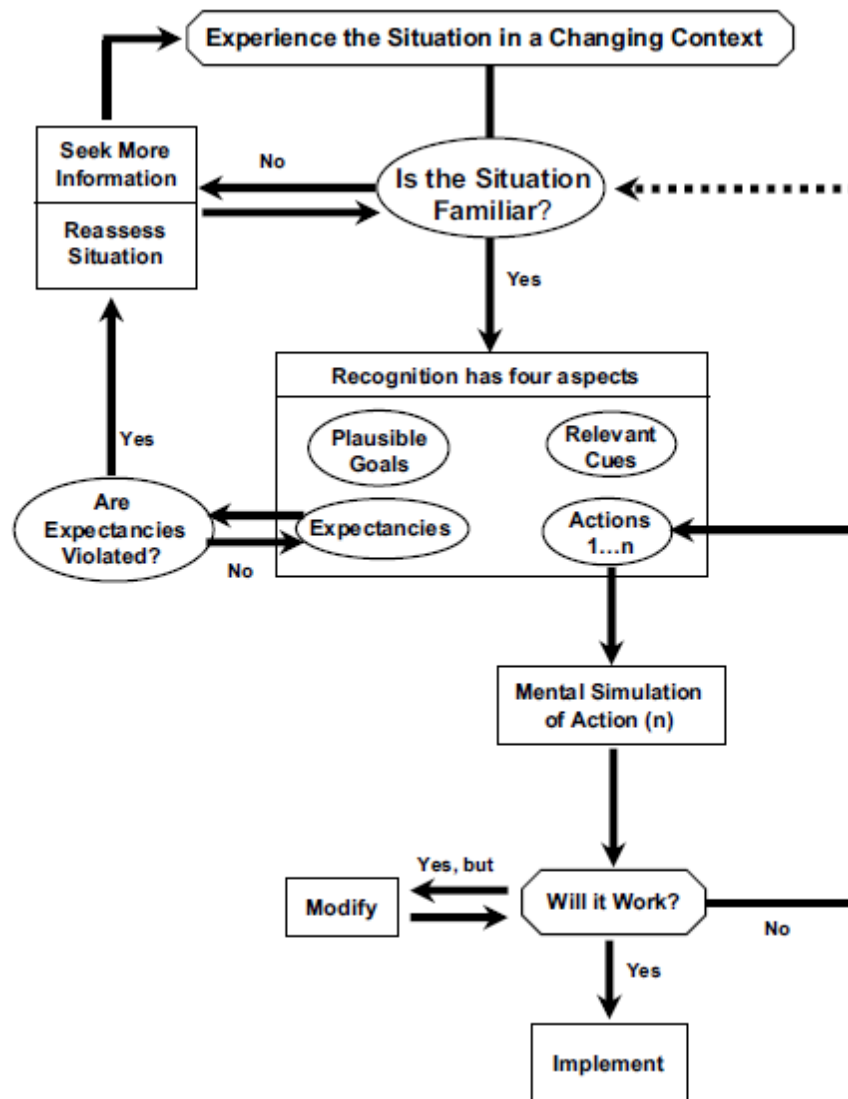 Experience the Situation in a Changing Context
Seek More
Information
Reassess
Situation
No
Is the Situation
Familiar?
Yes
Recognition has four aspects
Plausible
Goals
Relevant
Cues
Expectancies
Actions
1...n
Yes
Are
Expectancies
Violated?
No
Mental Simulation
of Action (n)
Yes, but
Modify
Will it Work?
No
Yes
Implement